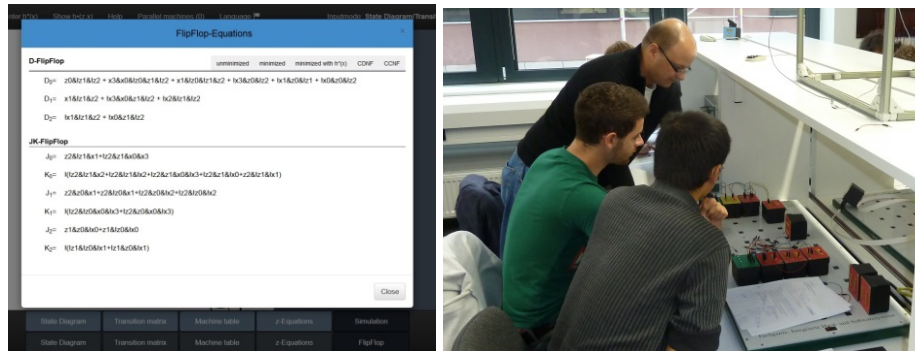 Show h*(z,x) Help Parallel machines (0) Language Inputmode: State Diagram/Transiti
FlipFlop-Equations
D-FlipFlop
unminimized minimized minimized with h*(x) CDNF CCNF
D₀= z0&!z1&!z2 + x3&x0&!z0&z1&!z2 + x1&!z0&!z1&z2 + !x3&z0&!z2 + !x1&z0&!z1 + !x0&z0&!z2
D₁= x1&!z1&z2 + !x3&x0&z1&!z2 + !x2&!z1&!z2
D₂= !x1&!z1&z2 + !x0&z1&!z2
JK-FlipFlop
J₀= z2&!z1&x1+!z2&z1&x0&x3
K₀= !(!z2&!z1&x2+!z2&!z1&!x2+!z2&z1&x0&!x3+!z2&z1&!x0+z2&!z1&!x1)
J₁= z2&z0&x1+z2&!z0&x1+!z2&z0&!x2+!z2&!z0&!x2
K₁= !(!z2&!z0&x0&!x3+!z2&z0&x0&!x3)
J₂= z1&z0&!x0+z1&!z0&!x0
K₂= !(!z1&!z0&!x1+!z1&z0&!x1)
Close
State Diagram Transition matrix Machine table z-Equations Simulation
State Diagram Transition matrix Machine table z-Equations FlipFlop